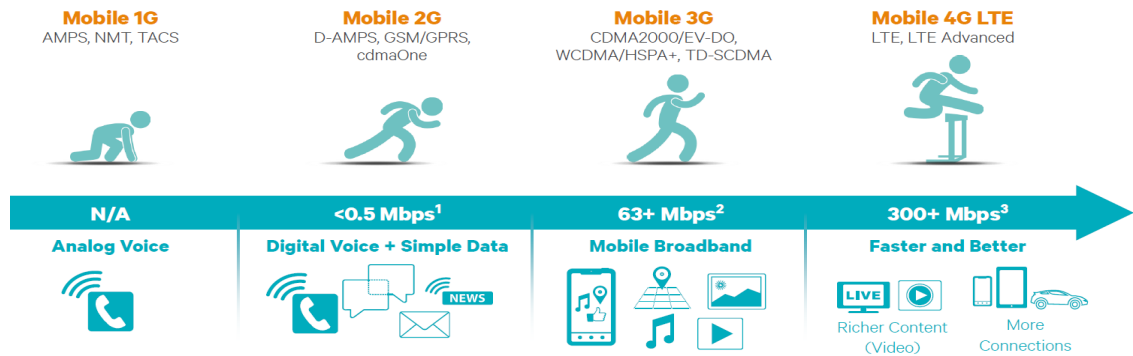 Mobile 1G
AMPS, NMT, TACS
Mobile 2G
D-AMPS, GSM/GPRS,
cdmaOne
Mobile 3G
CDMA2000/EV-DO,
WCDMA/HSPA+, TD-SCDMA
Mobile 4G LTE
LTE, LTE Advanced
N/A
<0.5 Mbps¹
63+ Mbps²
300+ Mbps³
Analog Voice
Digital Voice + Simple Data
Mobile Broadband
Faster and Better
NEWS
LIVE
Richer Content
(Video)
More
Connections